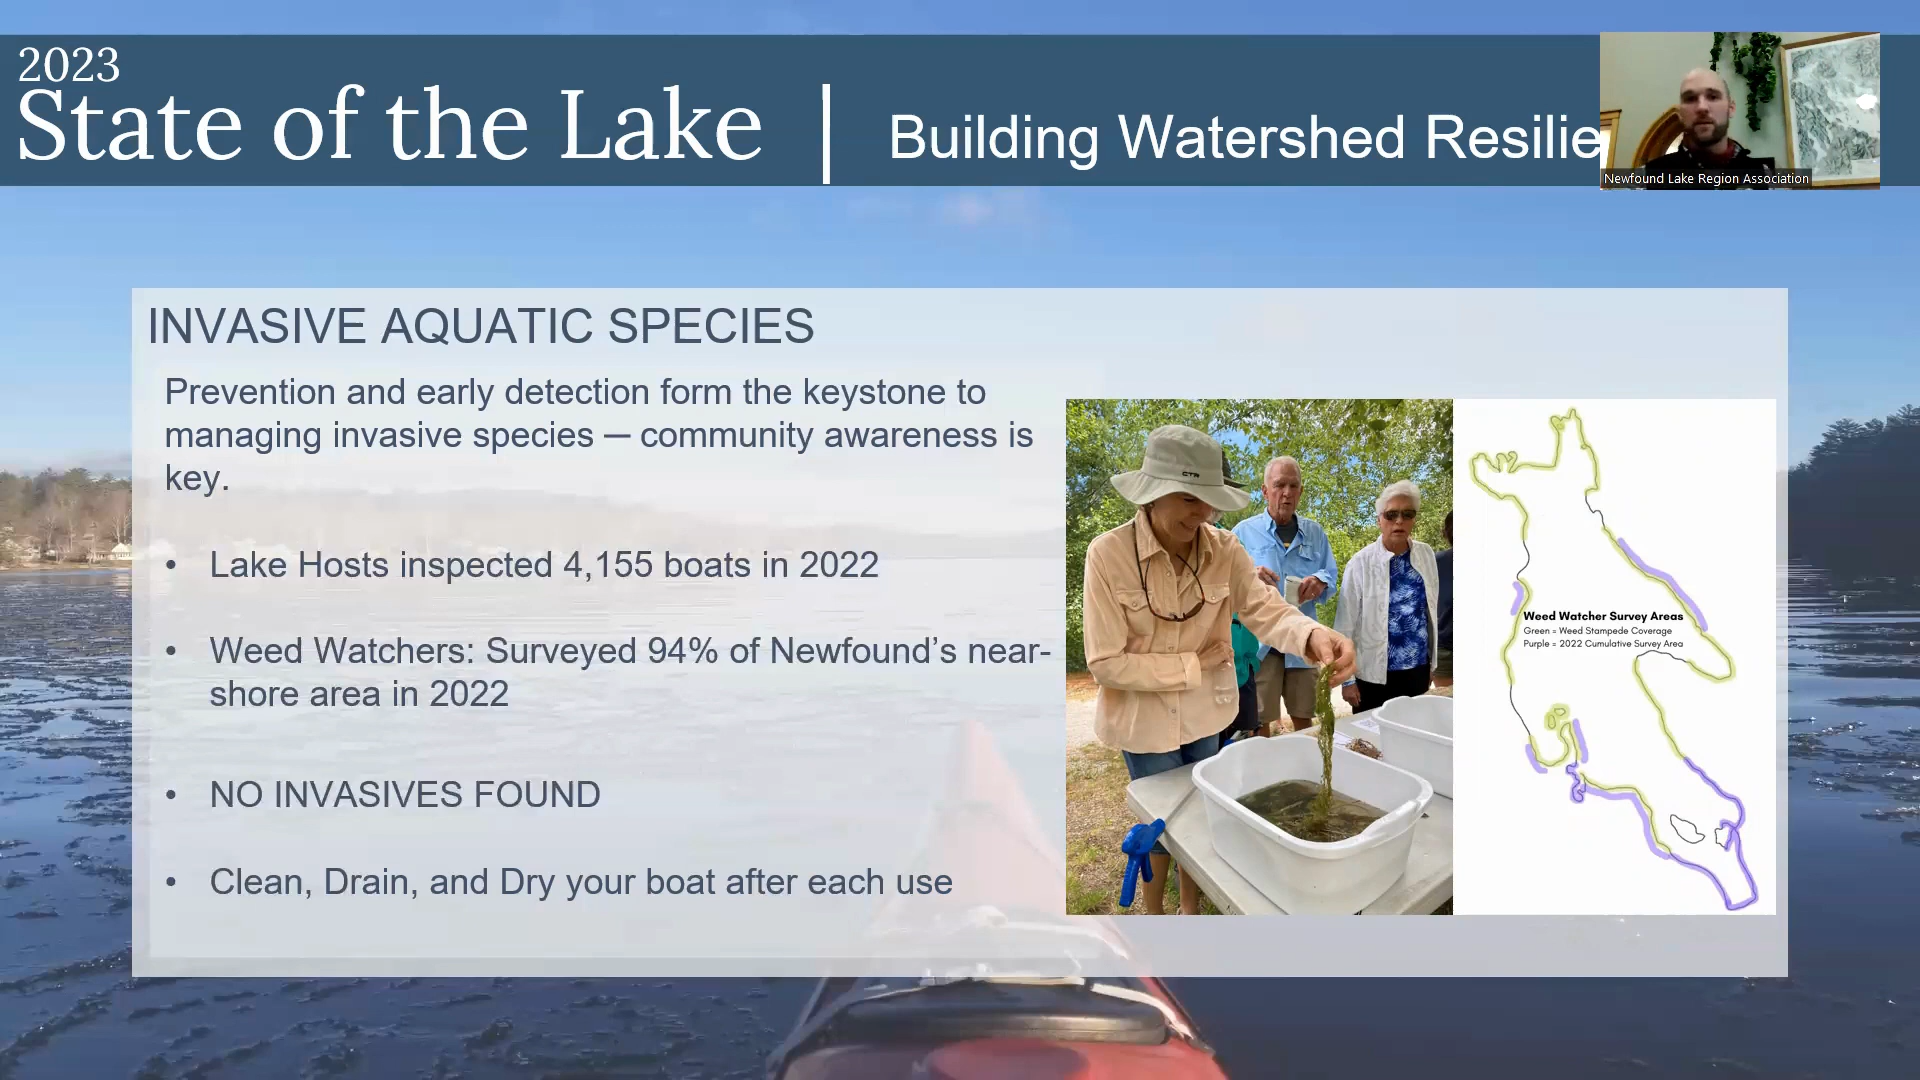 2023
State of the Lake | Building Watershed Resilie
Newfound Lake Region Association
INVASIVE AQUATIC SPECIES
Prevention and early detection form the keystone to
managing invasive species — community awareness is
key.
• Lake Hosts inspected 4,155 boats in 2022
• Weed Watchers: Surveyed 94% of Newfound’s near-
shore area in 2022
• NO INVASIVES FOUND
• Clean, Drain, and Dry your boat after each use
CTR
Weed Watcher Survey Areas
Green = Weed Stampede Coverage
Purple = 2022 Cumulative Survey Area